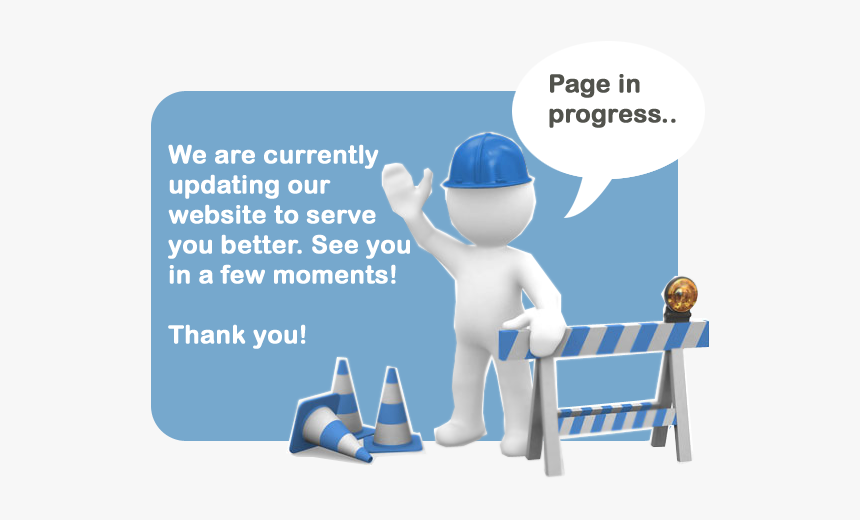 Page in
progress..
We are currently
updating our
website to serve
you better. See you
in a few moments!
Thank you!